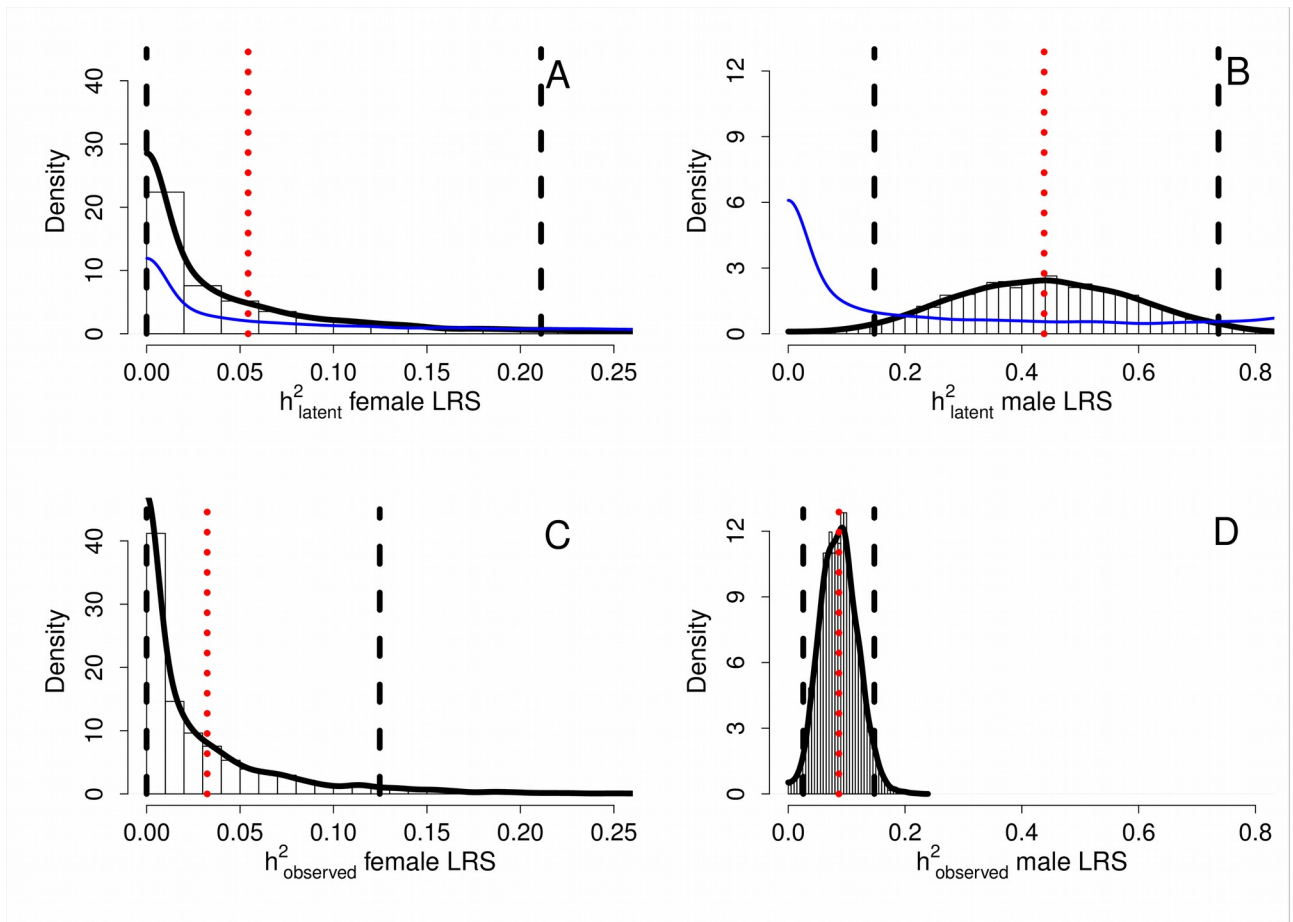 A
40
30
20
10
0
Density
0.00 0.05 0.10 0.15 0.20 0.25
h²latent female LRS
B
12
9
6
3
0
Density
0.0 0.2 0.4 0.6 0.8
h²latent male LRS
C
40
30
20
10
0
Density
0.00 0.05 0.10 0.15 0.20 0.25
h²observed female LRS
D
12
9
6
3
0
Density
0.0 0.2 0.4 0.6 0.8
h²observed male LRS